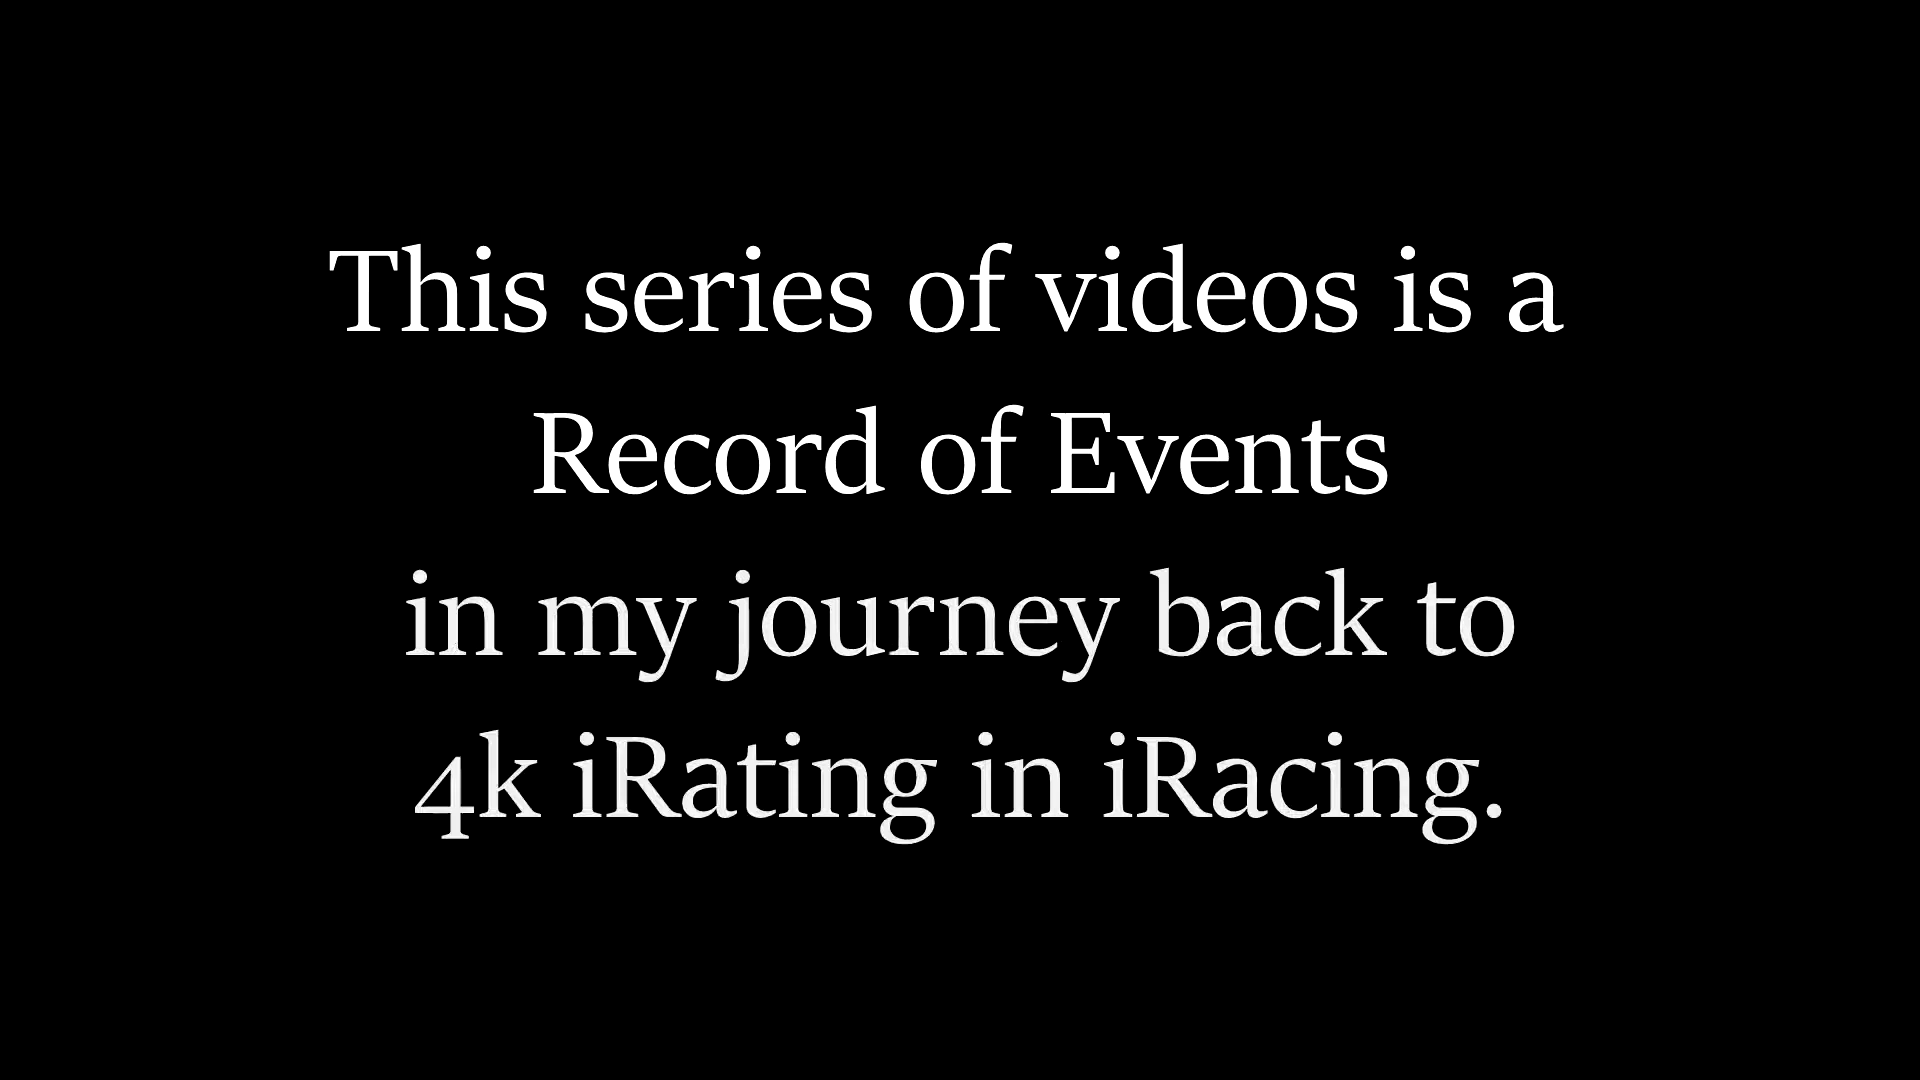 This series of videos is a
Record of Events
in my journey back to
4k iRating in iRacing.